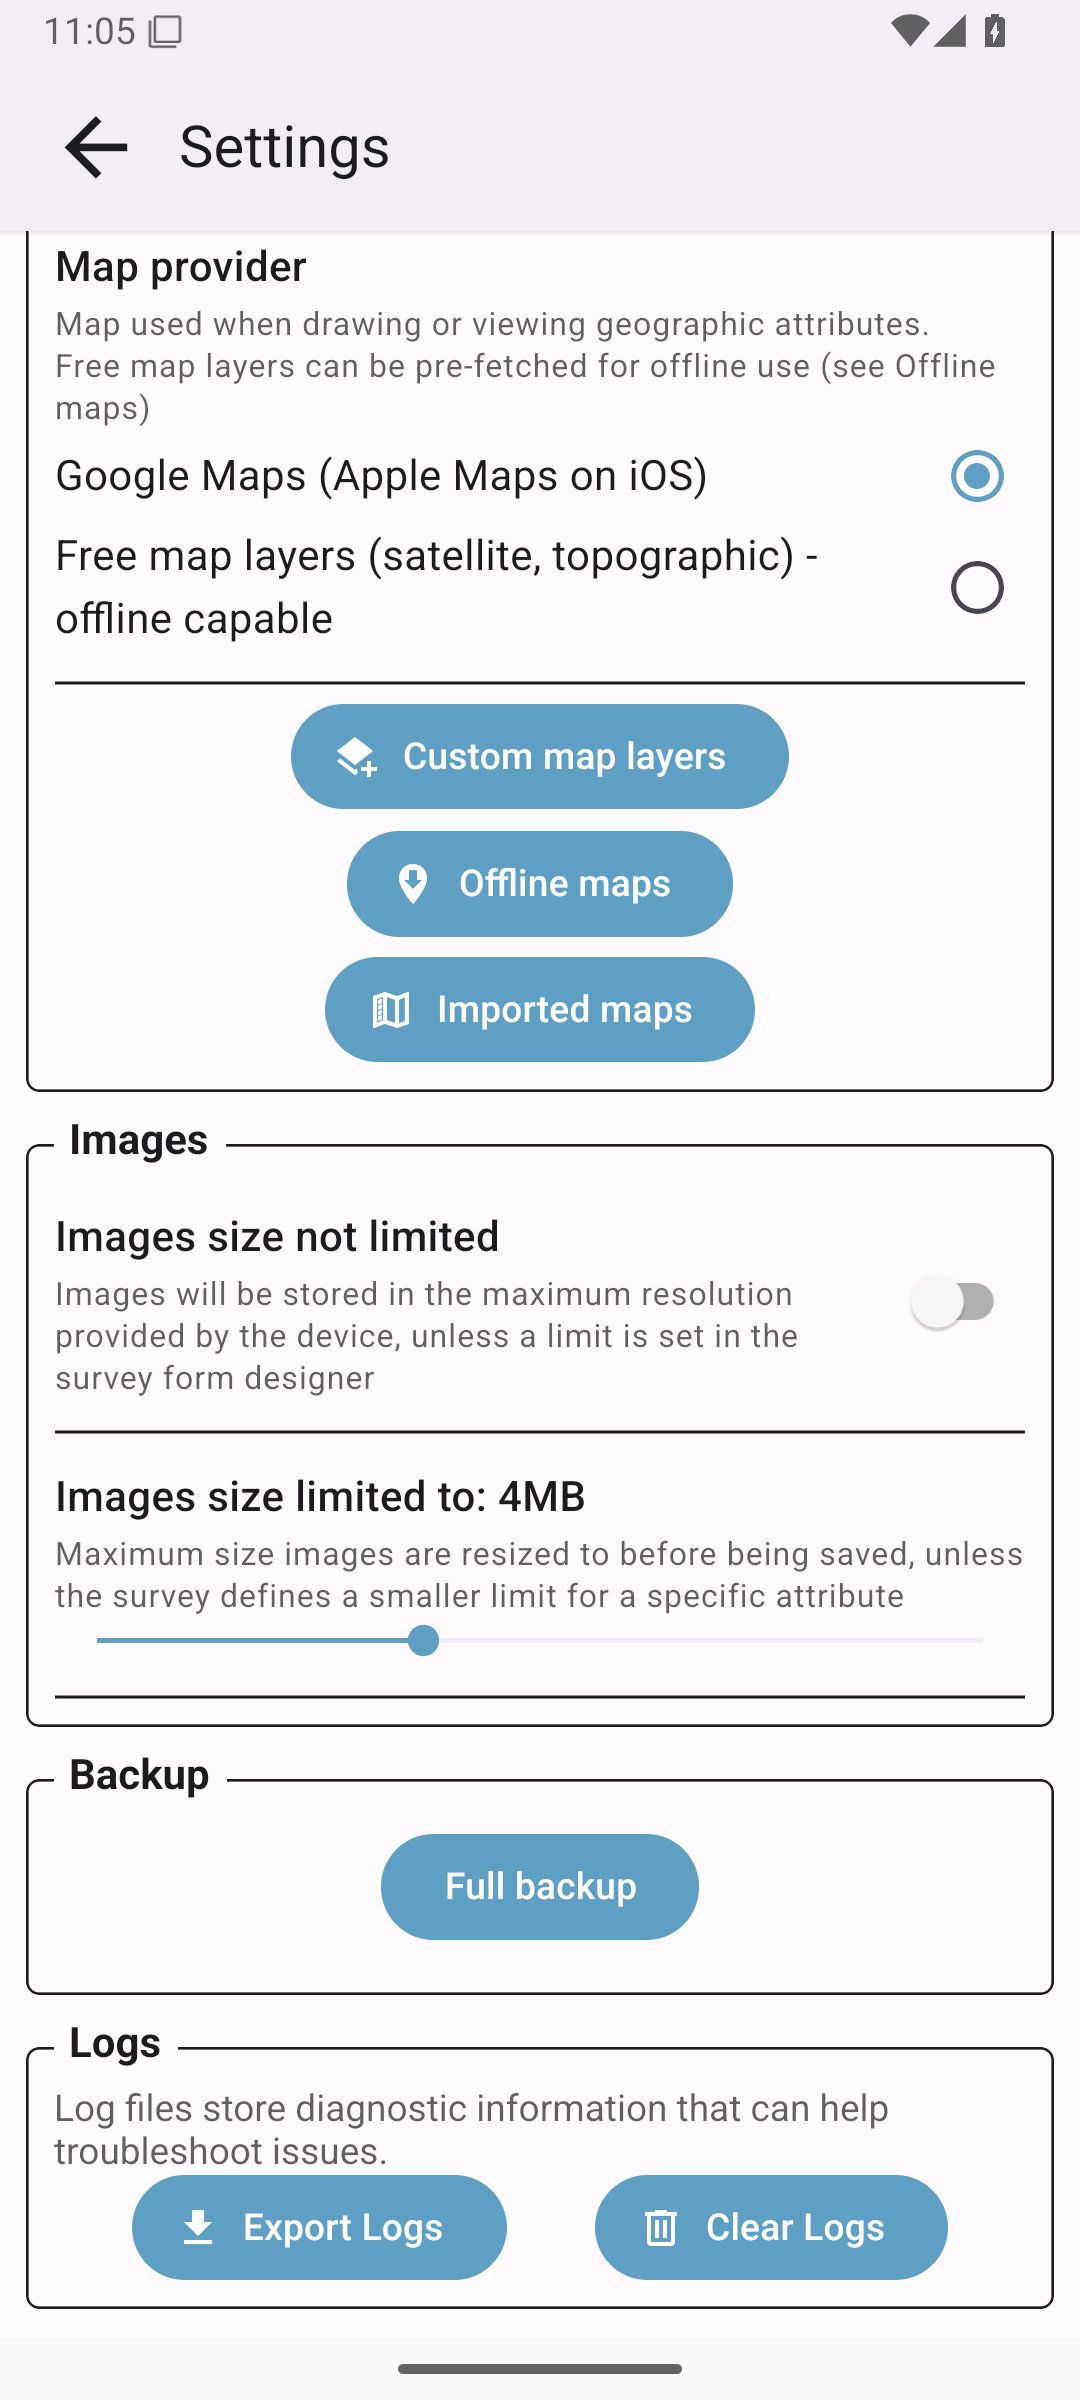 11:05
Settings
Map provider
Map used when drawing or viewing geographic attributes.
Free map layers can be pre-fetched for offline use (see Offline
maps)
Google Maps (Apple Maps on iOS)
Free map layers (satellite, topographic) -
offline capable
Custom map layers
Offline maps
Imported maps
Images
Images size not limited
Images will be stored in the maximum resolution
provided by the device, unless a limit is set in the
survey form designer
Images size limited to: 4MB
Maximum size images are resized to before being saved, unless
the survey defines a smaller limit for a specific attribute
Backup
Full backup
Logs
Log files store diagnostic information that can help
troubleshoot issues.
Export Logs
Clear Logs